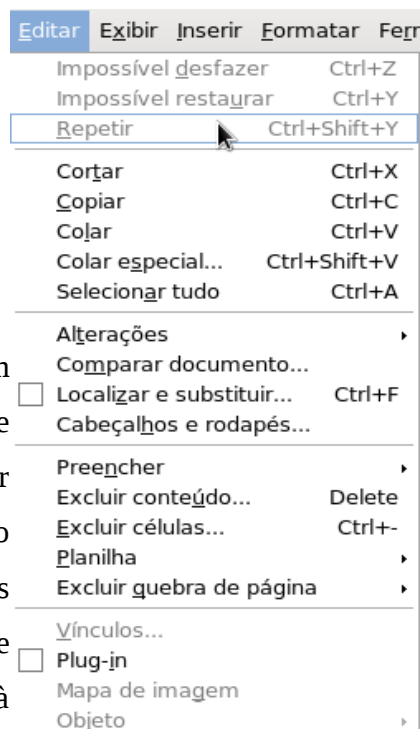 Editar Exibir Inserir Formatar Ferr
Impossível desfazer Ctrl+Z
Impossível restaurar Ctrl+Y
Repetir Ctrl+Shift+Y
Cortar Ctrl+X
Copiar Ctrl+C
Colar Ctrl+V
Colar especial... Ctrl+Shift+V
Selecionar tudo Ctrl+A
Alterações
Comparar documento...
Localizar e substituir... Ctrl+F
Cabeçalhos e rodapés...
Preencher
Excluir conteúdo... Delete
Excluir células... Ctrl+-
Planilha
Excluir quebra de página
Vínculos...
Plug-in
Mapa de imagem
Objeto